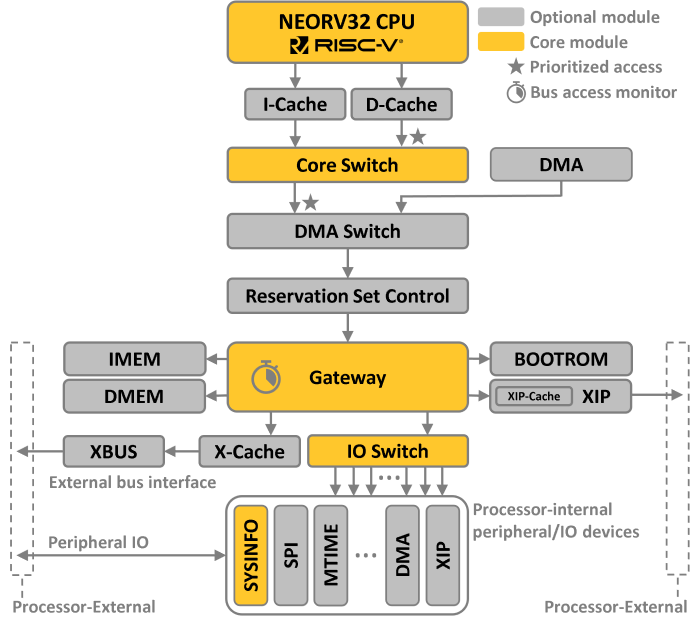 NEORV32 CPU
RISC-V®
Optional module
Core module
Prioritized access
Bus access monitor
I-Cache
D-Cache
Core Switch
DMA
DMA Switch
Reservation Set Control
IMEM
Gateway
BOOTROM
DMEM
XIP-Cache
XIP
XBUS
X-Cache
IO Switch
External bus interface
Processor-internal
peripheral/IO devices
Peripheral IO
SYSINFO
SPI
MTIME
DMA
XIP
Processor-External
Processor-External